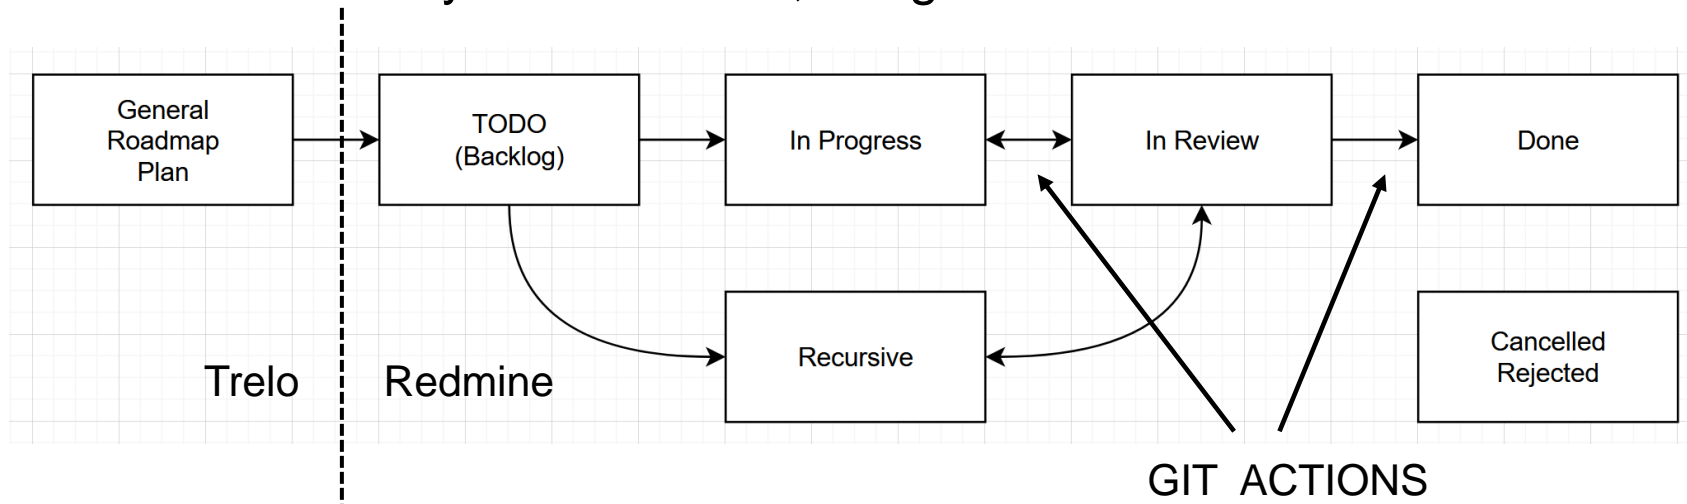 General
Roadmap
Plan
TODO
(Backlog)
In Progress
In Review
Done
Recursive
Cancelled
Rejected
Trelo
Redmine
GIT ACTIONS